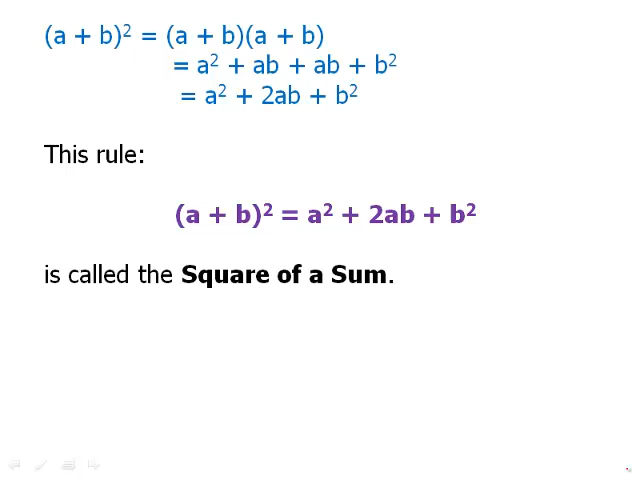 (a + b)² = (a + b)(a + b)
= a² + ab + ab + b²
= a² + 2ab + b²
This rule:
(a + b)² = a² + 2ab + b²
is called the Square of a Sum.